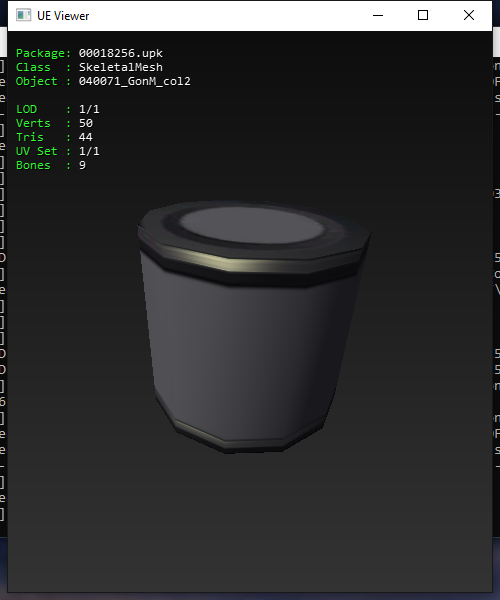 UE Viewer
Package: 00018256.upk
Class  : SkeletalMesh
Object : 040071_GonM_col2
LOD    : 1/1
Verts  : 50
Tris   : 44
UV Set : 1/1
Bones  : 9